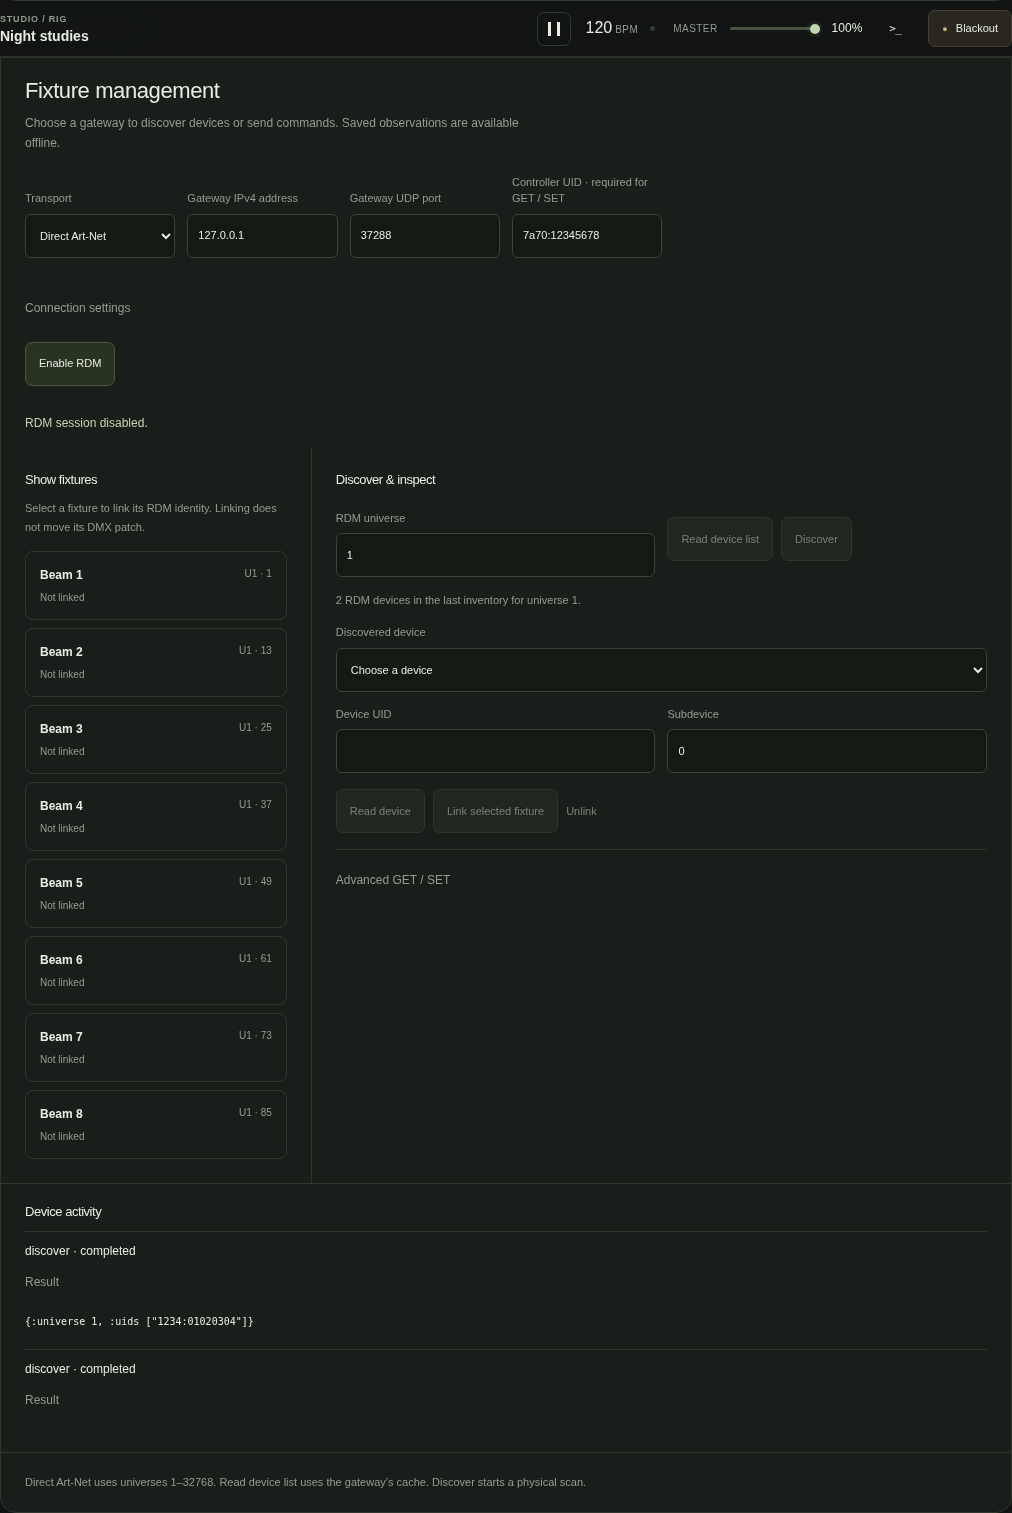 STUDIO / RIG
Night studies
120 BPM
MASTER
100%
>_
Blackout
Fixture management
Choose a gateway to discover devices or send commands. Saved observations are available
offline.
Transport
Gateway IPv4 address
Gateway UDP port
Controller UID · required for
GET / SET
Direct Art-Net
127.0.0.1
37288
7a70:12345678
Connection settings
Enable RDM
RDM session disabled.
Show fixtures
Select a fixture to link its RDM identity. Linking does
not move its DMX patch.
Beam 1
U1 · 1
Not linked
Beam 2
U1 · 13
Not linked
Beam 3
U1 · 25
Not linked
Beam 4
U1 · 37
Not linked
Beam 5
U1 · 49
Not linked
Beam 6
U1 · 61
Not linked
Beam 7
U1 · 73
Not linked
Beam 8
U1 · 85
Not linked
Discover & inspect
RDM universe
1
Read device list
Discover
2 RDM devices in the last inventory for universe 1.
Discovered device
Choose a device
Device UID
Subdevice
0
Read device
Link selected fixture
Unlink
Advanced GET / SET
Device activity
discover · completed
Result
{:universe 1, :uids ["1234:01020304"]}
discover · completed
Result
Direct Art-Net uses universes 1–32768. Read device list uses the gateway's cache. Discover starts a physical scan.